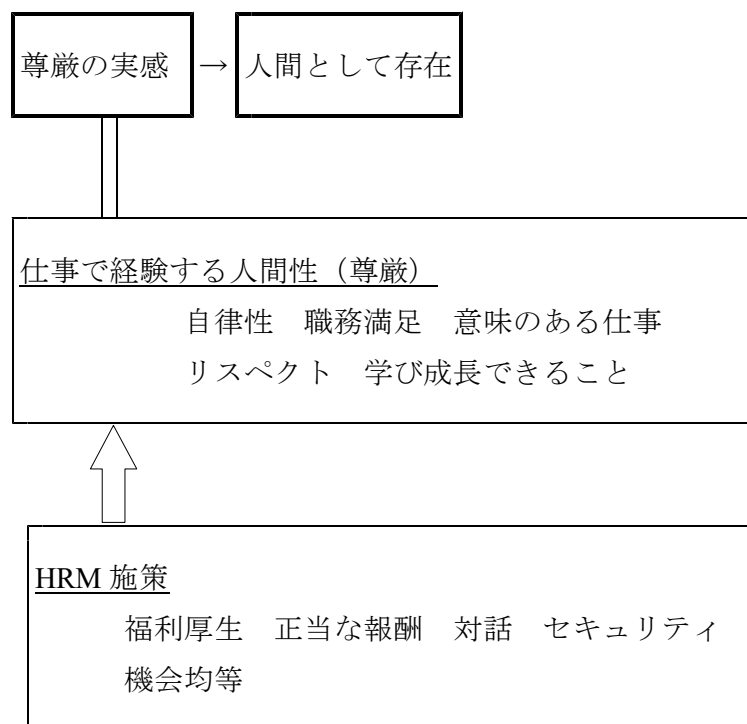 尊厳の実感 → 人間として存在
仕事で経験する人間性（尊厳）
自律性　職務満足　意味のある仕事
リスペクト　学び成長できること
HRM 施策
福利厚生　正当な報酬　対話　セキュリティ
機会均等